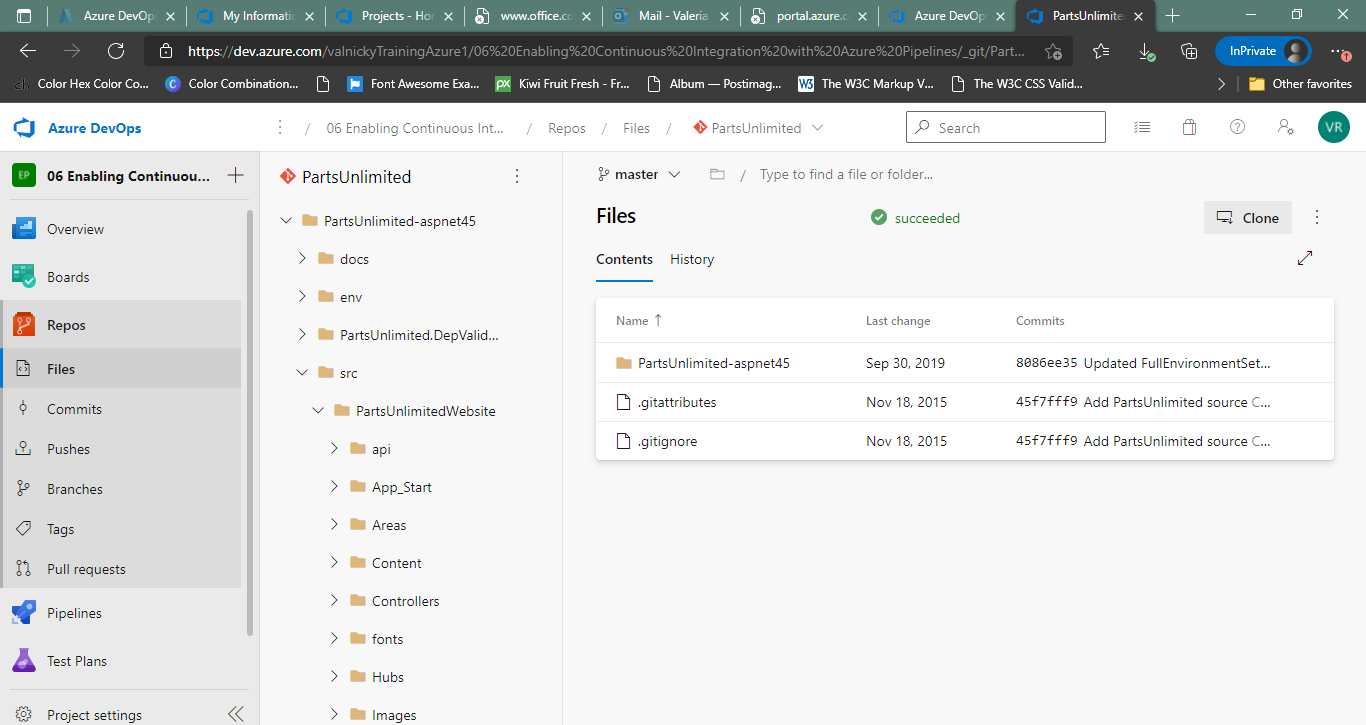 Azure DevOps
My Informatic
Projects - Hor
www.office.co
Mail - Valeria
portal.azure.c
Azure DevOp
PartsUnlimite
https://dev.azure.com/valnickyTrainingAzure1/06%20Enabling%20Continuous%20Integration%20with%20Azure%20Pipelines/_git/Part...
InPrivate
Color Hex Color Co...
Color Combination...
Font Awesome Exa...
px
Kiwi Fruit Fresh - Fr...
Album — Postimag...
W3
The W3C Markup V...
The W3C CSS Valid...
Other favorites
Azure DevOps
/ 06 Enabling Continuous Int... / Repos / Files / PartsUnlimited
Search
VR
EP
06 Enabling Continuou...
Overview
Boards
Repos
Files
Commits
Pushes
Branches
Tags
Pull requests
Pipelines
Test Plans
Project settings
PartsUnlimited
PartsUnlimited-aspnet45
docs
env
PartsUnlimited.DepValid...
src
PartsUnlimitedWebsite
api
App_Start
Areas
Content
Controllers
fonts
Hubs
Images
master / Type to find a file or folder...
Files
succeeded
Clone
Contents History
Name Last change Commits
PartsUnlimited-aspnet45 Sep 30, 2019 8086ee35 Updated FullEnvironmentSet...
.gitattributes Nov 18, 2015 45f7fff9 Add PartsUnlimited source C...
.gitignore Nov 18, 2015 45f7fff9 Add PartsUnlimited source C...